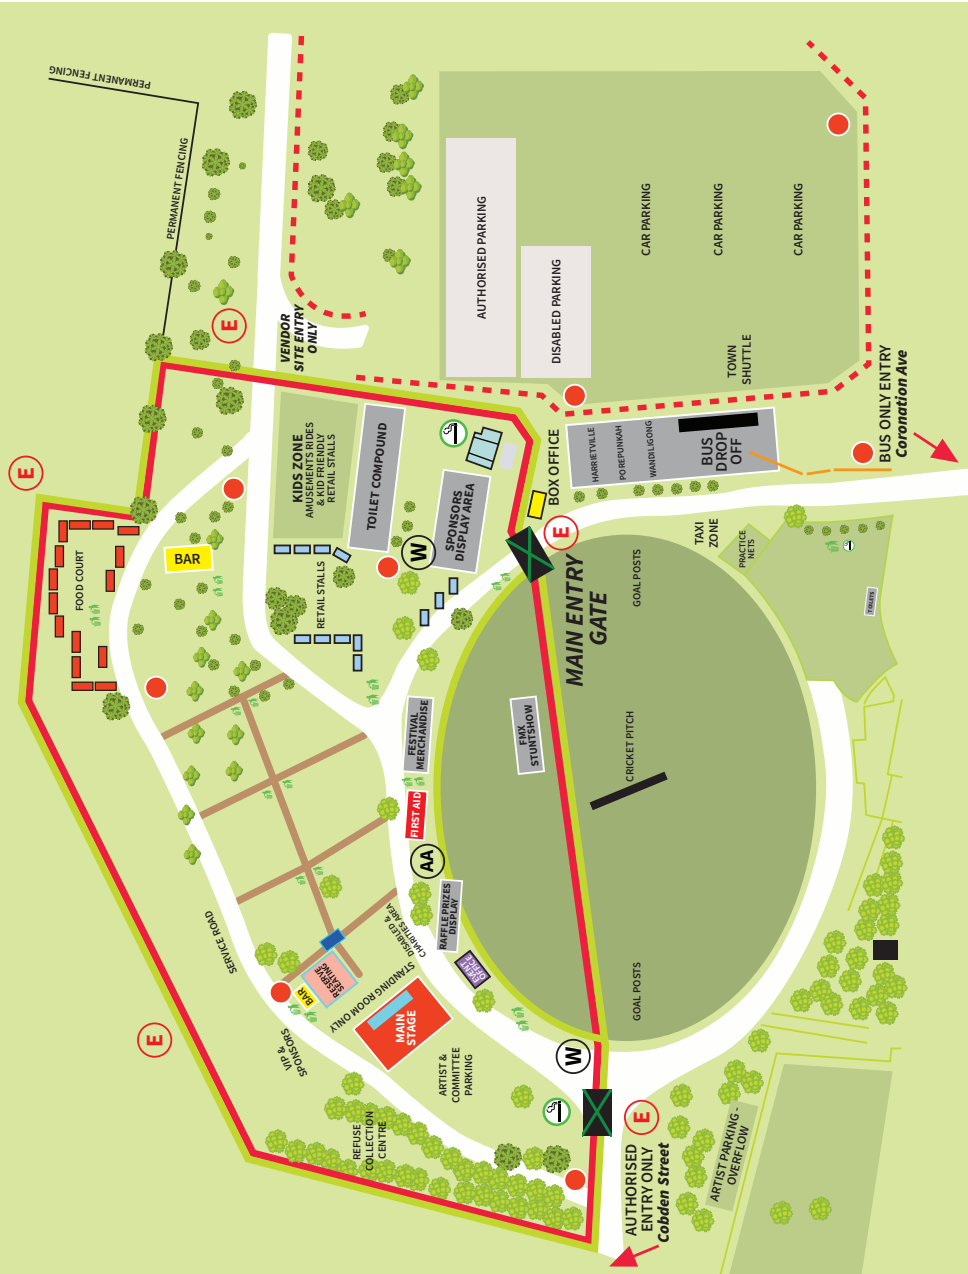 PERMANENT FENCING
PERMANENT FENCING
E
VENDOR
SITE ENTRY
ONLY
AUTHORISED PARKING
DISABLED PARKING
CAR PARKING
CAR PARKING
CAR PARKING
TOWN
SHUTTLE
E
FOOD COURT
BAR
KIDS ZONE
AMUSEMENTS RIDES
& KID FRIENDLY
RETAIL STALLS
TOILET COMPOUND
SPONSORS
DISPLAY AREA
W
RETAIL STALLS
BOX OFFICE
HARRIETVILLE
POREPUNKAH
WANDILIGONG
BUS
DROP
OFF
BUS ONLY ENTRY
Coronation Ave
E
MAIN ENTRY
GATE
TAXI
ZONE
PRACTICE
NETS
TOILETS
GOAL POSTS
FMX
STUNTSHOW
CRICKET PITCH
GOAL POSTS
FESTIVAL
MERCHANDISE
FIRST AID
AA
RAFFLE PRIZES
DISPLAY
EVENT
OFFICE
DISABLED &
CHARITIES AREA
STANDING ROOM ONLY
RESERVE
SEATING
BAR
MAIN
STAGE
SERVICE ROAD
VIP &
SPONSORS
E
ARTIST &
COMMITTEE
PARKING
REFUSE
COLLECTION
CENTRE
W
E
AUTHORISED
ENTRY ONLY
Cobden Street
ARTIST PARKING -
OVERFLOW